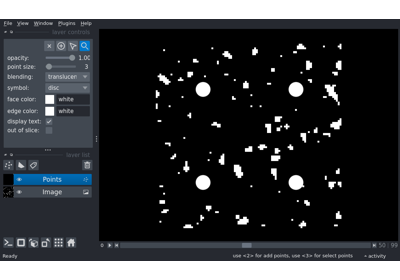 File View Window Plugins Help
layer controls
opacity: 1.00
point size: 3
blending: translucen
symbol: disc
face color: white
edge color: white
display text:
out of slice:
layer list
Points
Image
0 50 99
Ready use <2> for add points, use <3> for select points activity